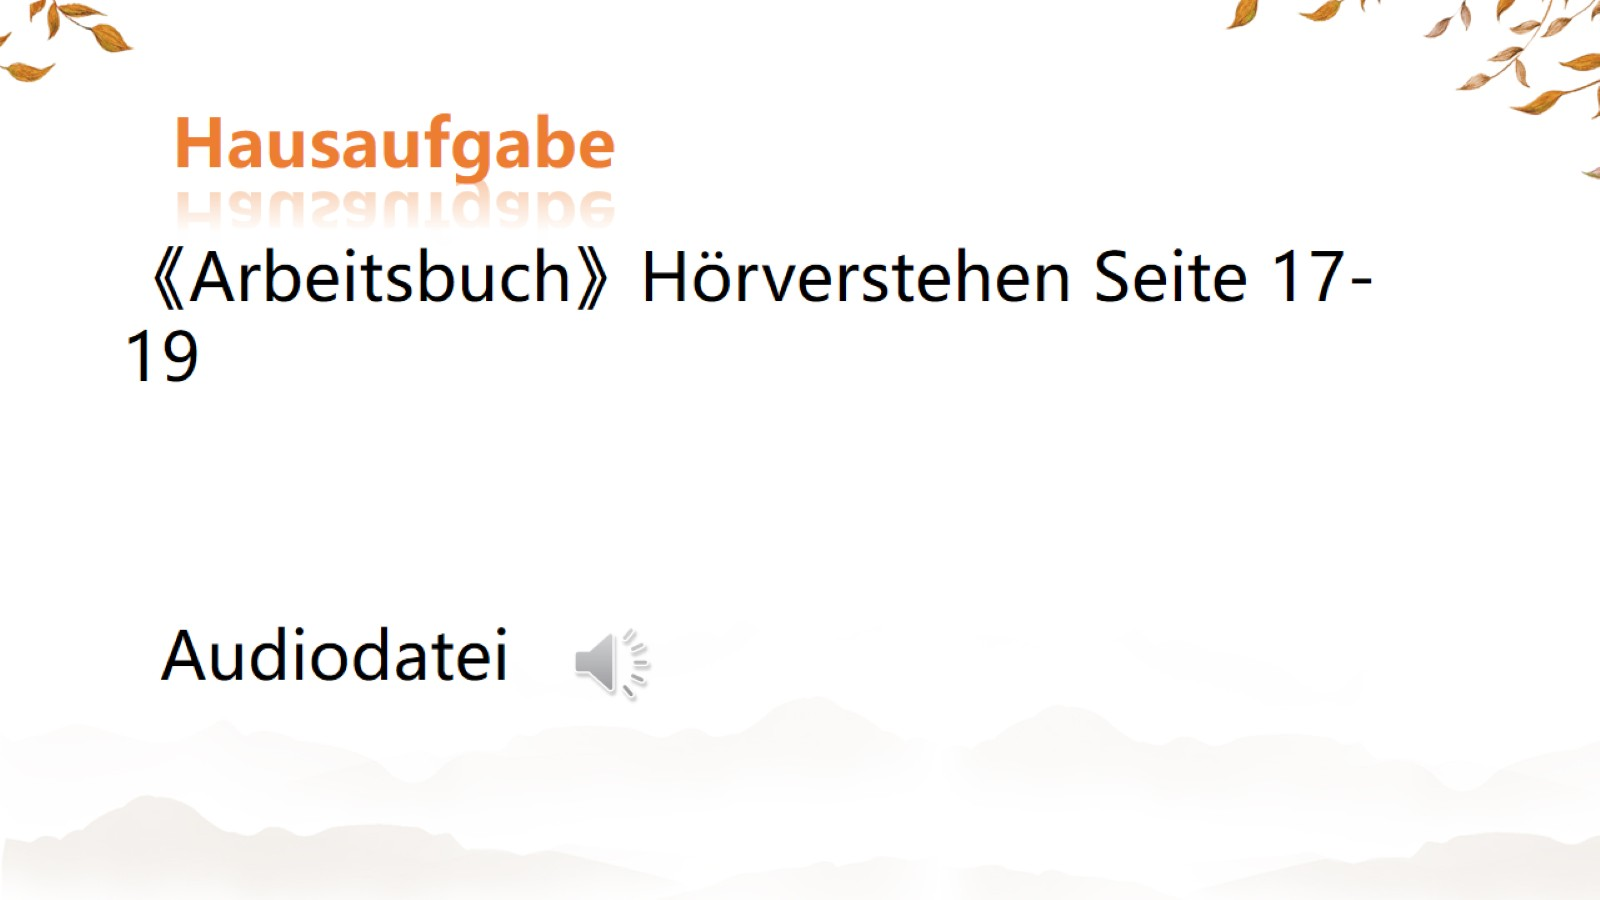 Hausaufgabe
《Arbeitsbuch》Hörverstehen Seite 17-
19
Audiodatei